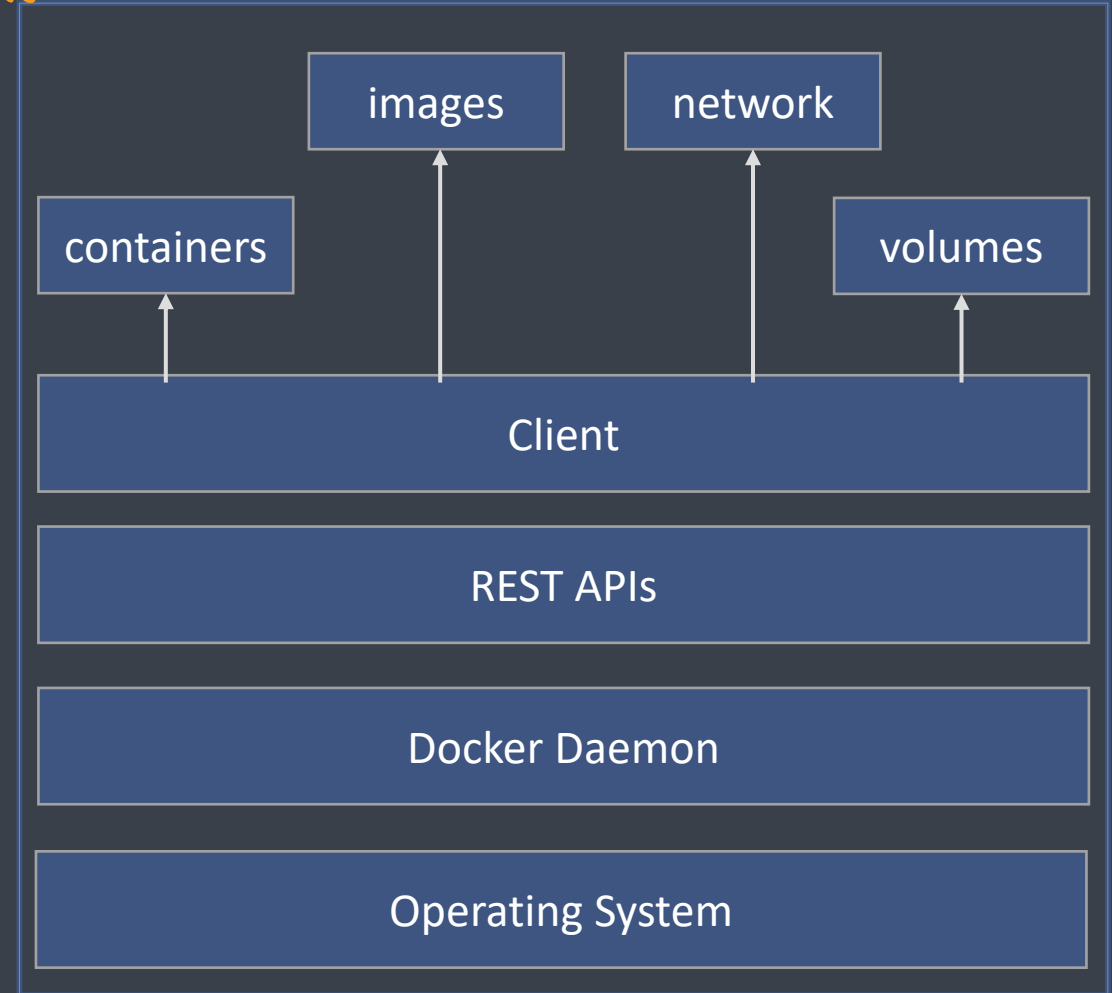 images
network
containers
volumes
Client
REST APIs
Docker Daemon
Operating System